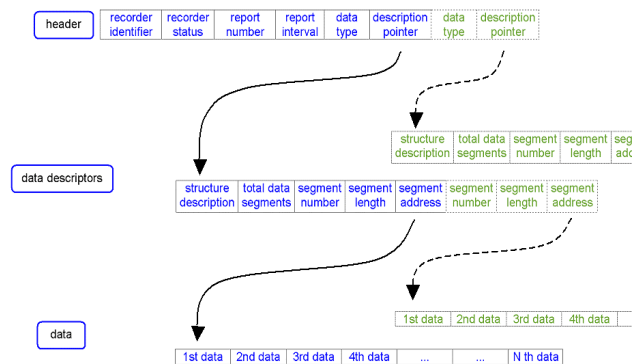 header
recorder identifier
recorder status
report number
report interval
data type
description pointer
data type
description pointer
structure description
total data segments
segment number
segment length
data descriptors
structure description
total data segments
segment number
segment length
segment address
segment number
segment length
segment address
1st data
2nd data
3rd data
4th data
data
1st data
2nd data
3rd data
4th data
...
...
N th data